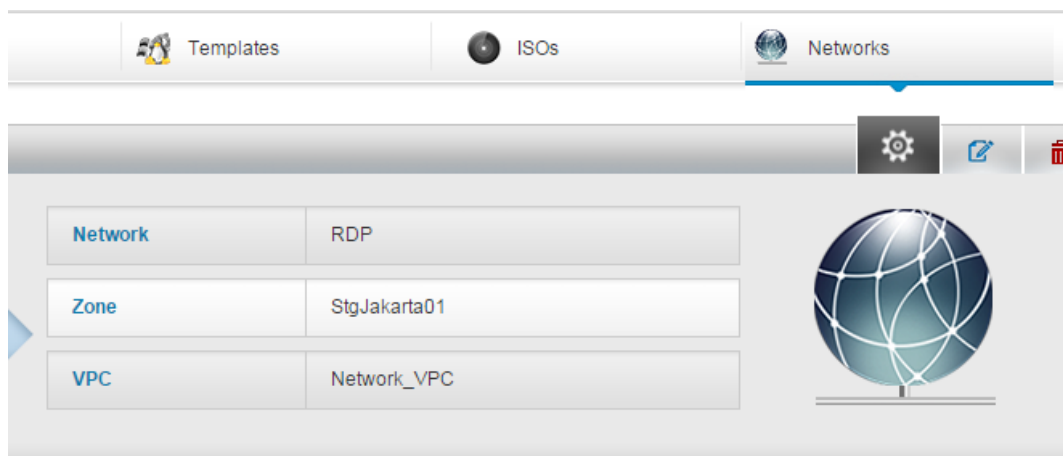 Templates
ISOs
Networks
Network RDP
Zone StgJakarta01
VPC Network_VPC